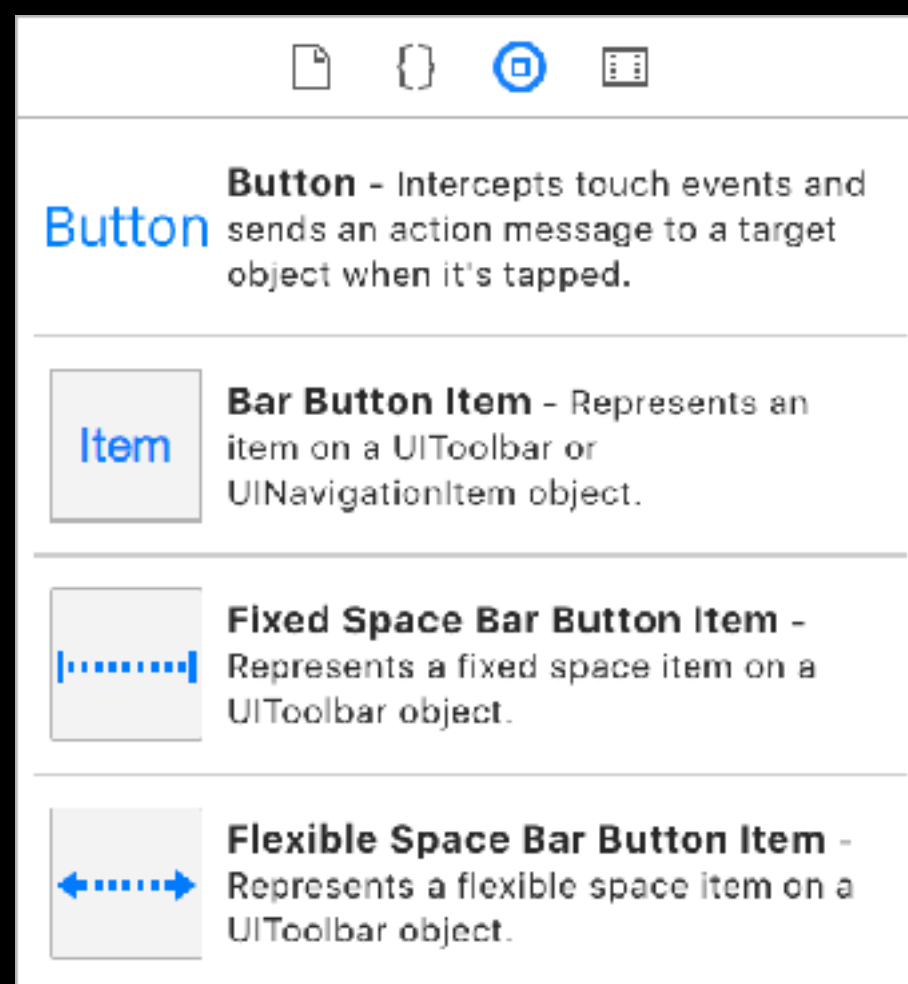 Button
Button - Intercepts touch events and
sends an action message to a target
object when it's tapped.
Item
Bar Button Item - Represents an
item on a UIToolbar or
UINavigationItem object.
Fixed Space Bar Button Item -
Represents a fixed space item on a
UIToolbar object.
Flexible Space Bar Button Item -
Represents a flexible space item on a
UIToolbar object.